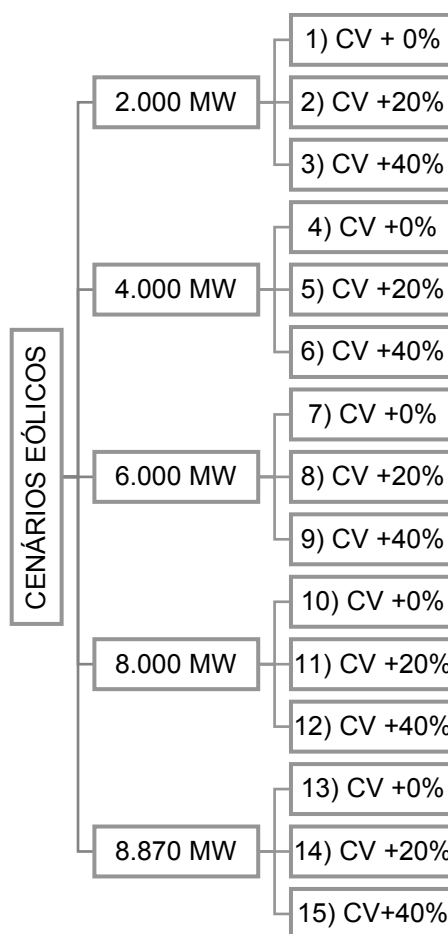 CENÁRIOS EÓLICOS
2.000 MW
1) CV + 0%
2) CV +20%
3) CV +40%
4.000 MW
4) CV +0%
5) CV +20%
6) CV +40%
6.000 MW
7) CV +0%
8) CV +20%
9) CV +40%
8.000 MW
10) CV +0%
11) CV +20%
12) CV +40%
8.870 MW
13) CV +0%
14) CV +20%
15) CV+40%